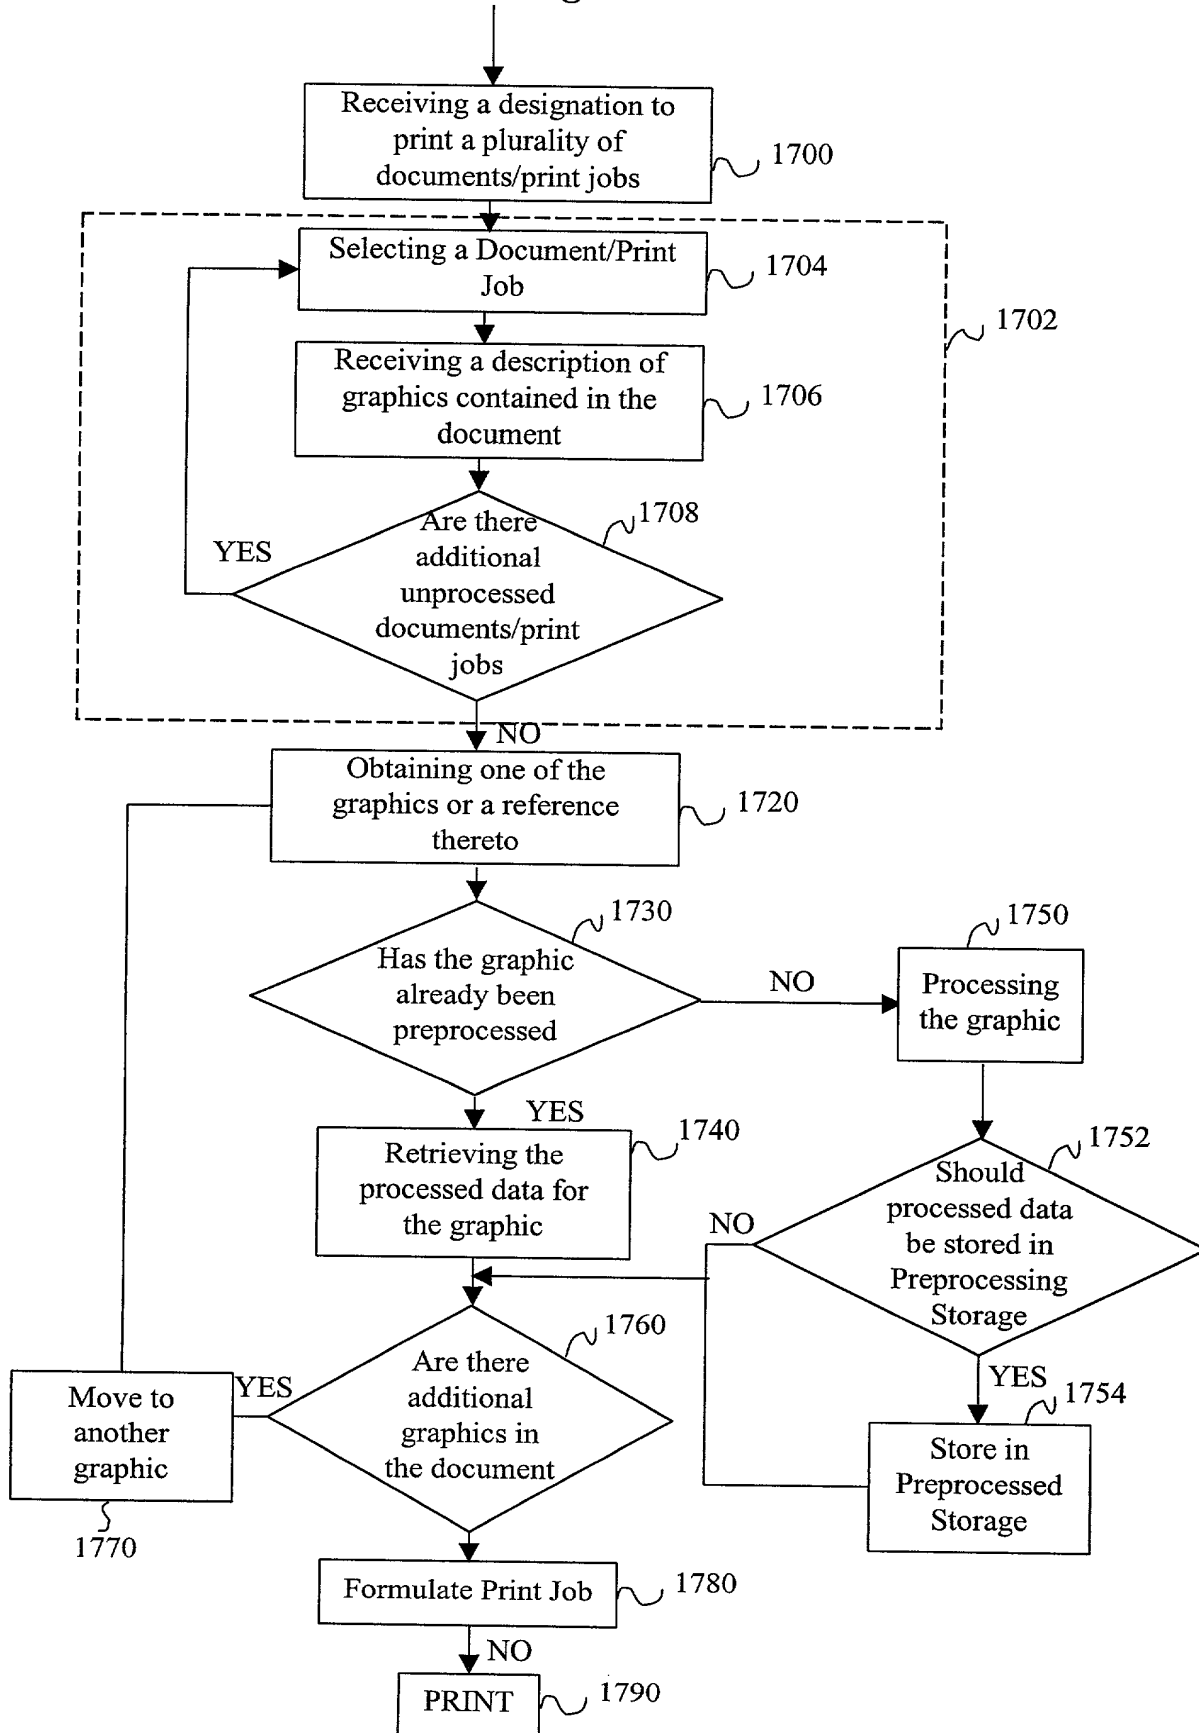 Receiving a designation to
print a plurality of
documents/print jobs
1700
Selecting a Document/Print
Job
1704
1702
Receiving a description of
graphics contained in the
document
1706
1708
Are there
additional
unprocessed
documents/print
jobs
YES
NO
Obtaining one of the
graphics or a reference
thereto
1720
1730
Has the graphic
already been
preprocessed
NO
1750
Processing
the graphic
YES
1740
Retrieving the
processed data for
the graphic
1752
Should
processed data
be stored in
Preprocessing
Storage
NO
YES
1754
Store in
Preprocessed
Storage
1760
Are there
additional
graphics in
the document
YES
Move to
another
graphic
1770
Formulate Print Job
1780
NO
PRINT
1790